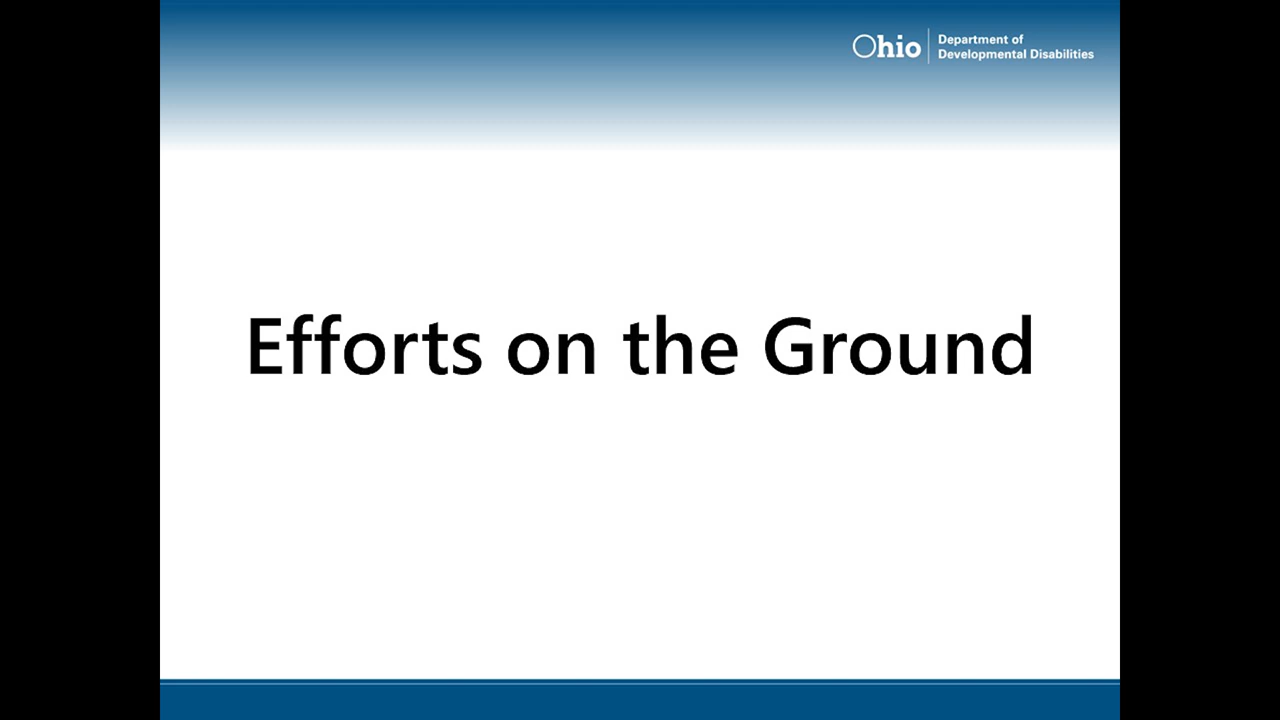 Ohio
Department of
Developmental Disabilities
Efforts on the Ground